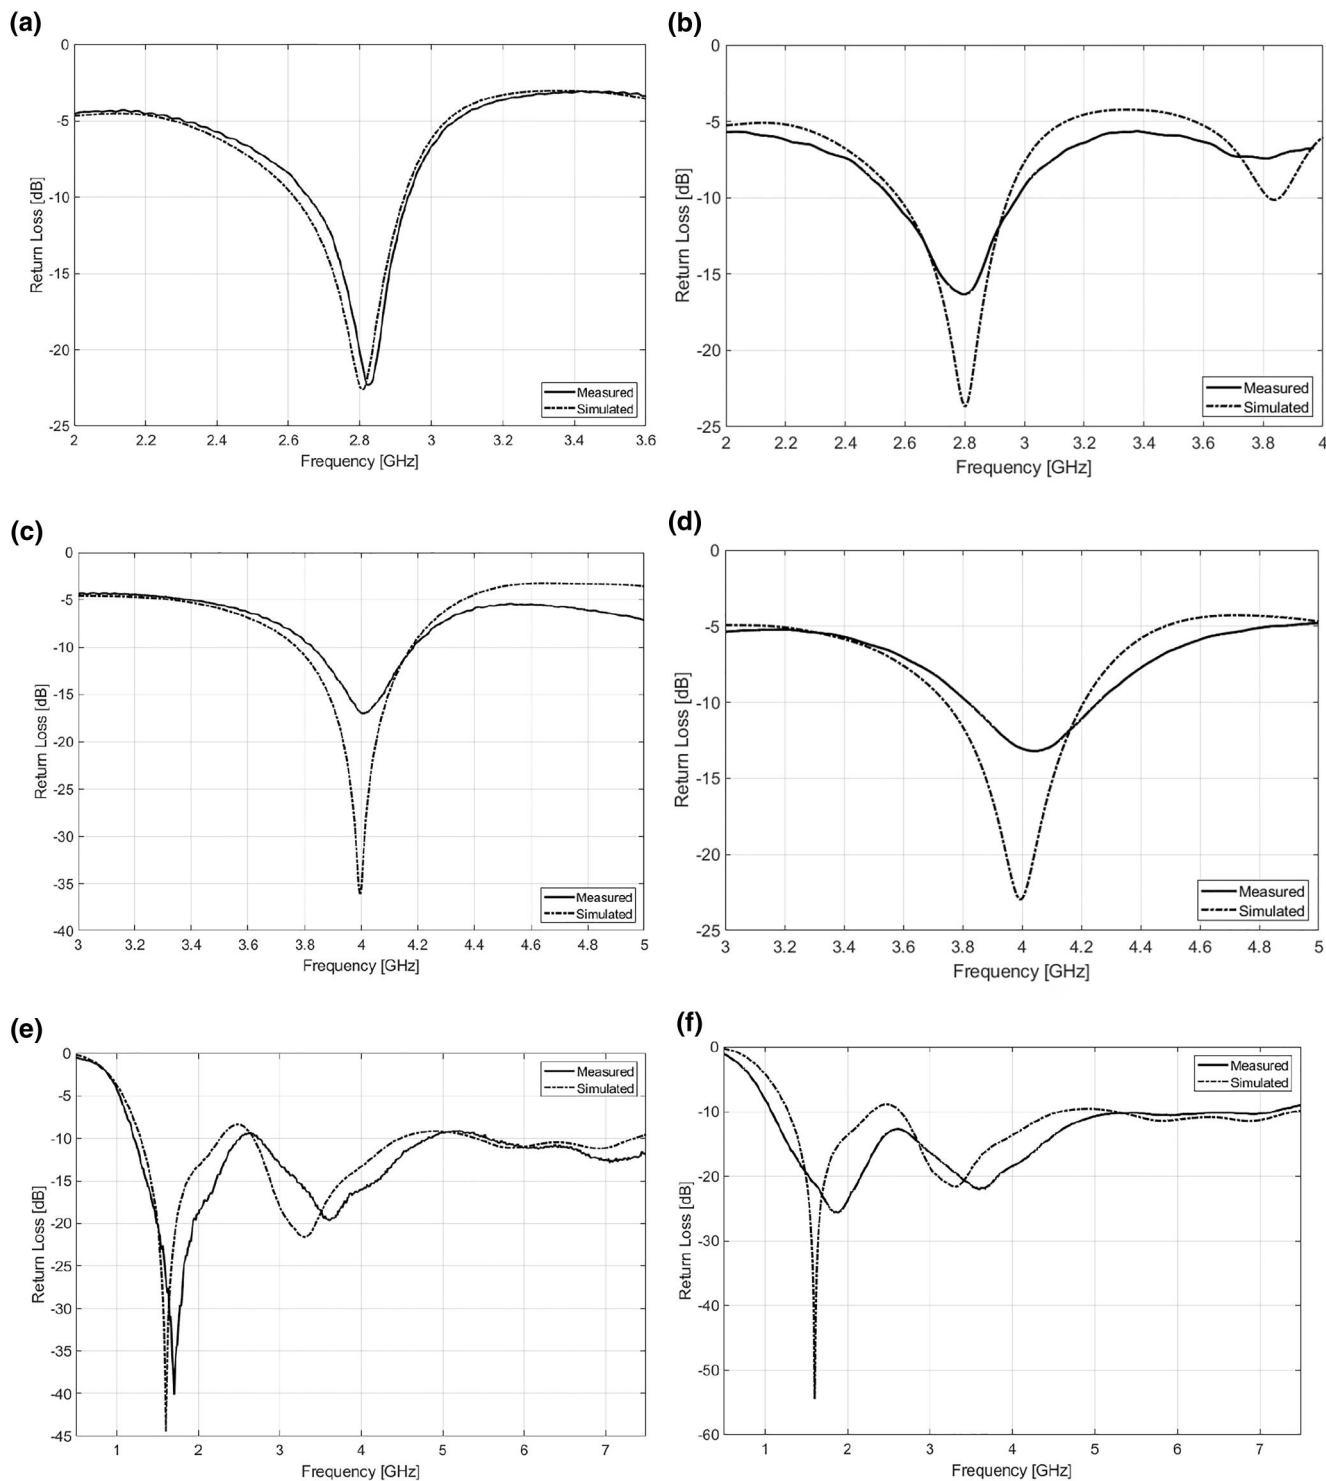 (a)
0
-5
-10
-15
-20
-25
Return Loss [dB]
Measured
Simulated
2 2.2 2.4 2.6 2.8 3 3.2 3.4 3.6
Frequency [GHz]
(b)
0
-5
-10
-15
-20
-25
Return Loss [dB]
Measured
Simulated
2 2.2 2.4 2.6 2.8 3 3.2 3.4 3.6 3.8 4
Frequency [GHz]
(c)
0
-5
-10
-15
-20
-25
-30
-35
-40
Return Loss [dB]
Measured
Simulated
3 3.2 3.4 3.6 3.8 4 4.2 4.4 4.6 4.8 5
Frequency [GHz]
(d)
0
-5
-10
-15
-20
-25
Return Loss [dB]
Measured
Simulated
3 3.2 3.4 3.6 3.8 4 4.2 4.4 4.6 4.8 5
Frequency [GHz]
(e)
0
-5
-10
-15
-20
-25
-30
-35
-40
-45
Return Loss [dB]
Measured
Simulated
1 2 3 4 5 6 7
Frequency [GHz]
(f)
0
-10
-20
-30
-40
-50
-60
Return Loss [dB]
Measured
Simulated
1 2 3 4 5 6 7
Frequency [GHz]